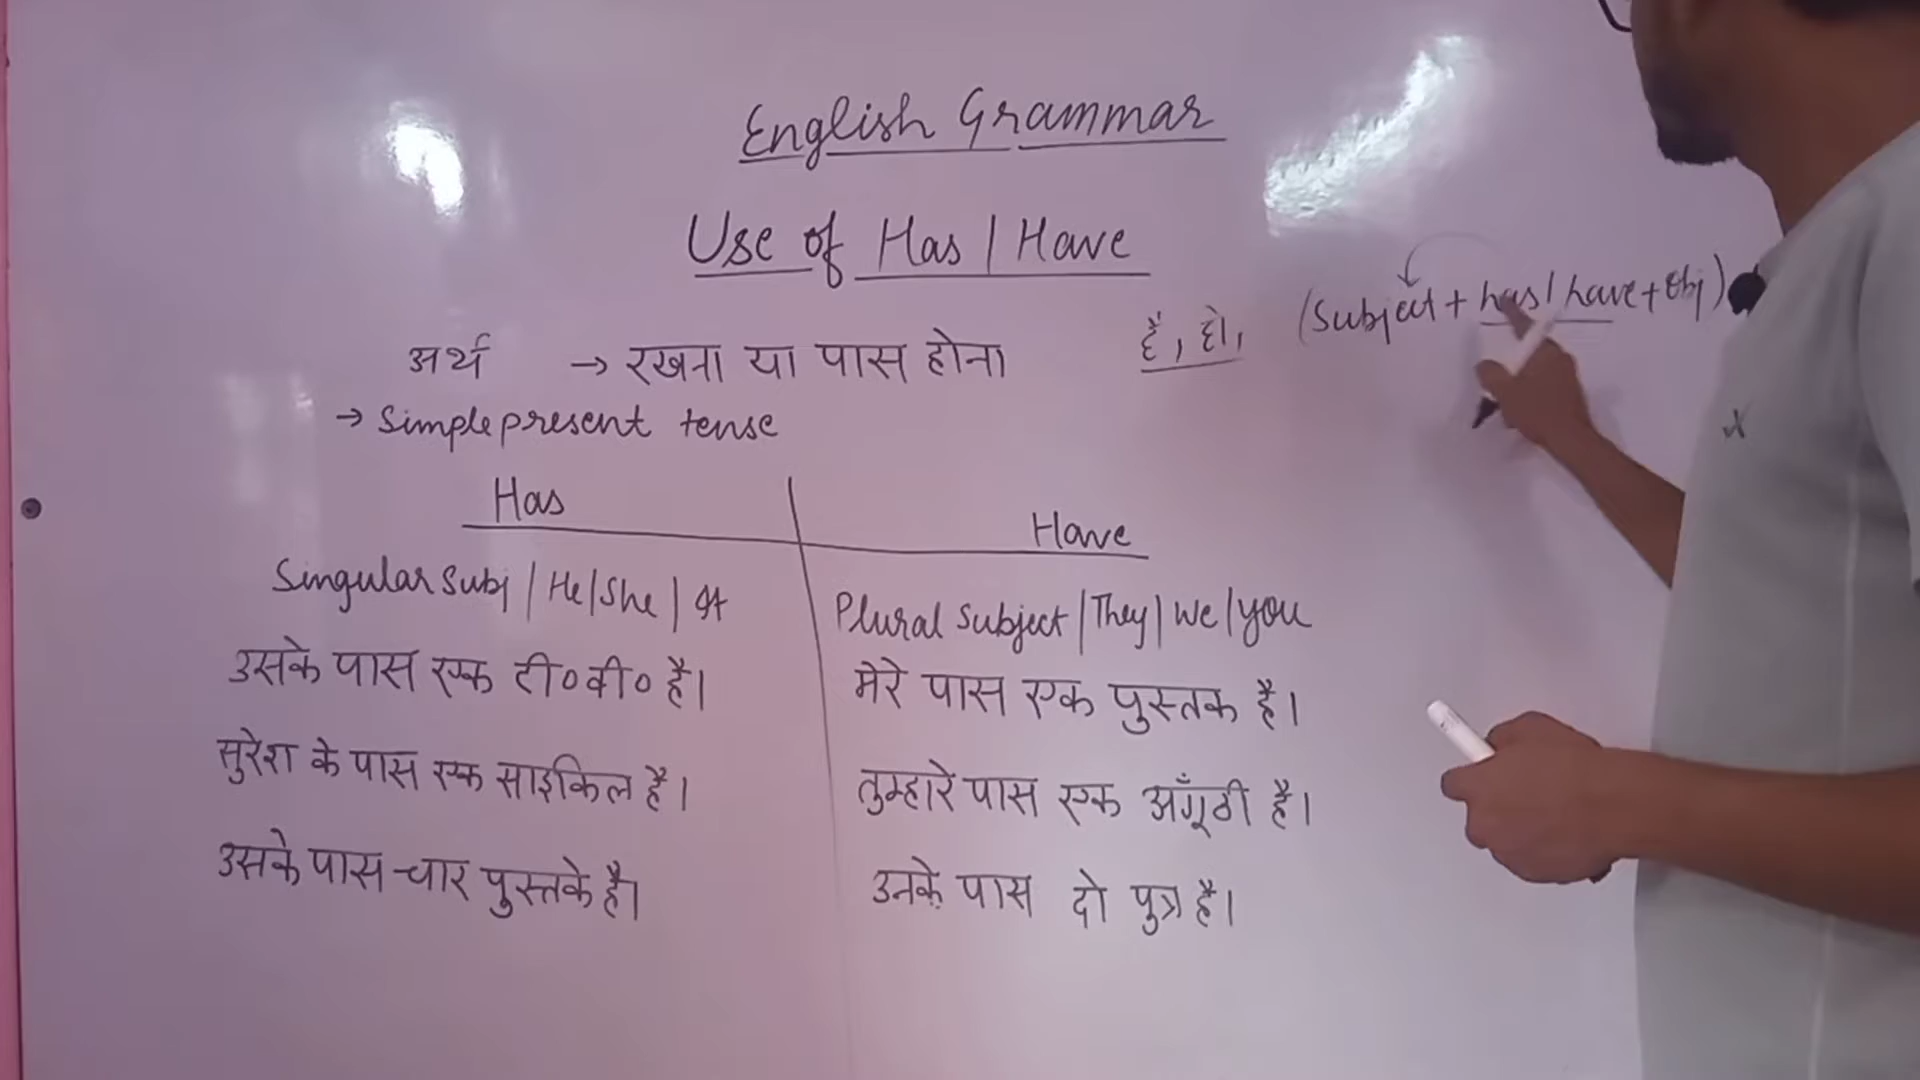 English Grammar
Use of Has | Have
अर्थ → रखना या पास होना
है, हो, (Subject + has | have + Obj)
→ Simple present tense
Has
Have
Singular Subj | He | She | It
Plural Subject | They | We | you
उसके पास एक टी० वी० है।
सुरेश के पास एक साइकिल है।
उसके पास चार पुस्तके है।
मेरे पास एक पुस्तक है।
तुम्हारे पास एक अँगूठी है।
उनके पास दो पुत्र है।